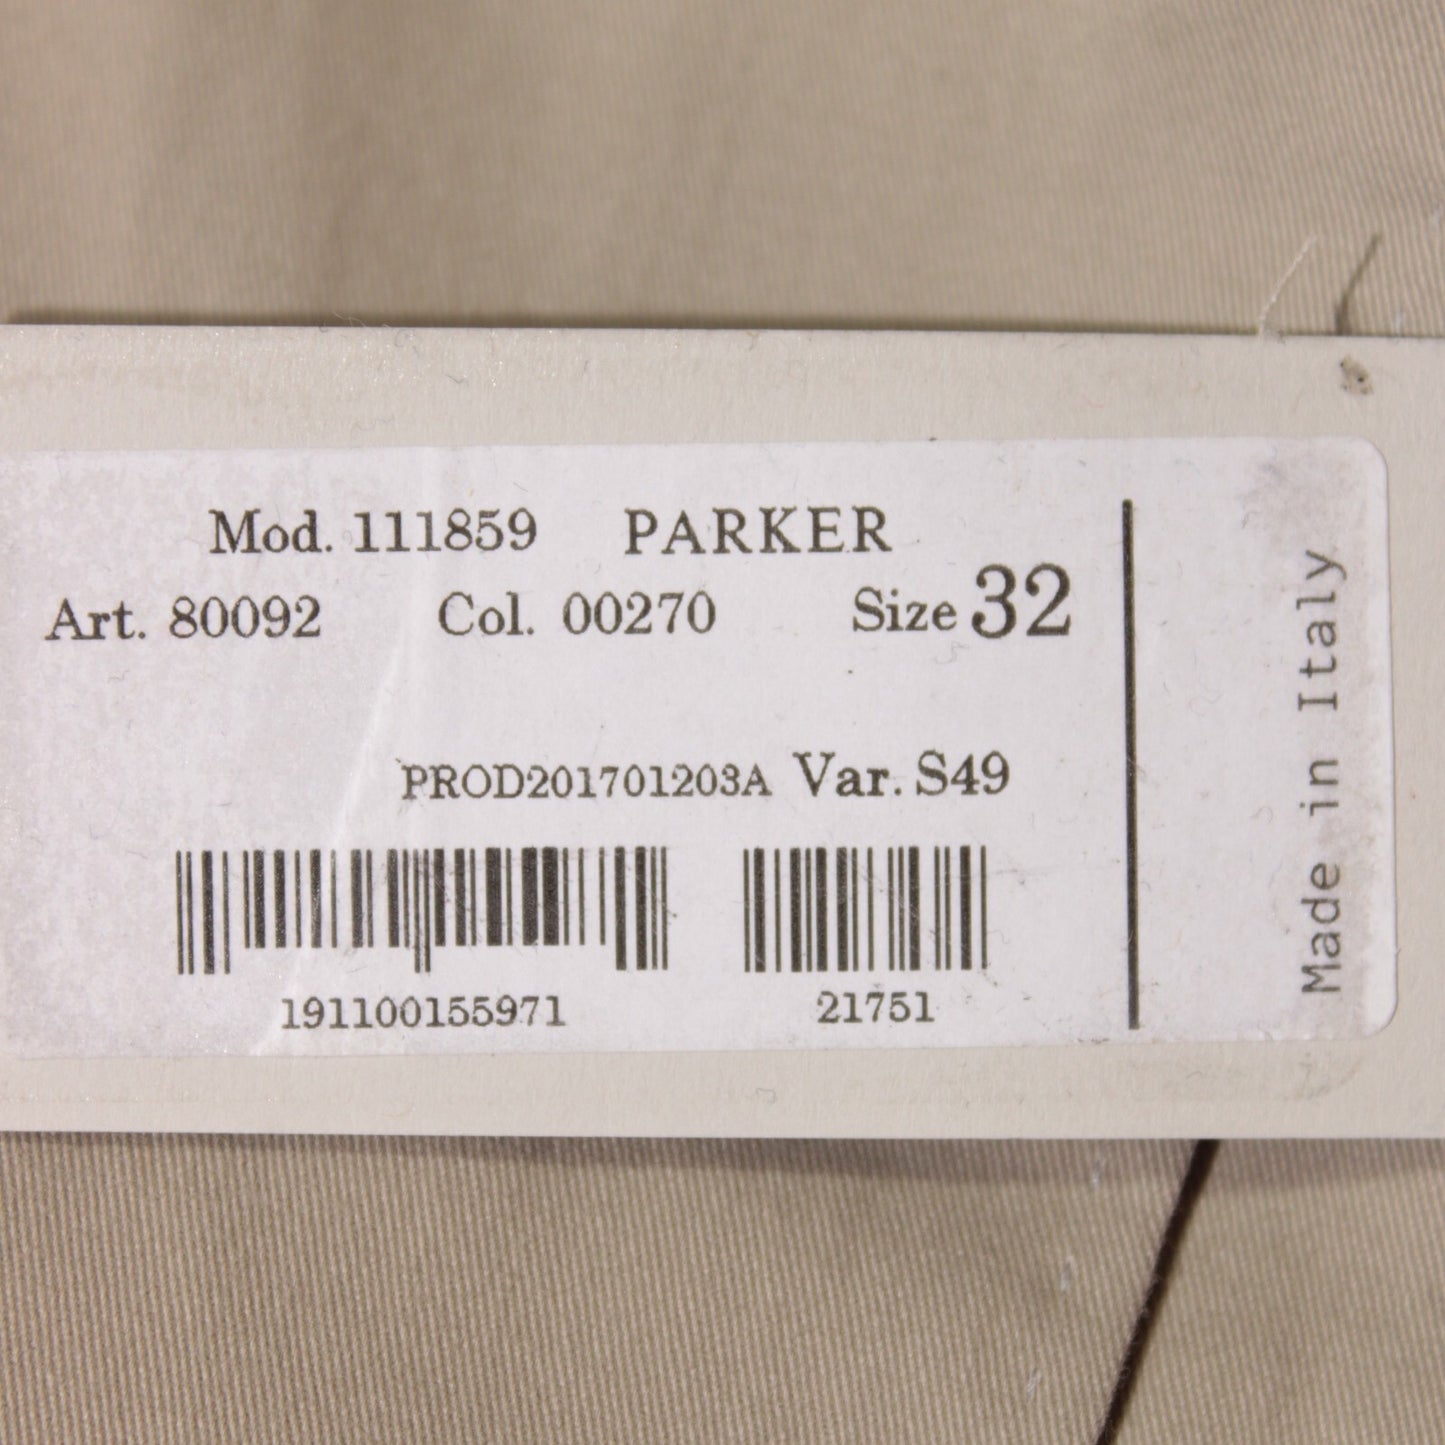 Mod. 111859 PARKER
Art. 80092 Col. 00270 Size 32
PROD201701203A Var. S49
191100155971 21751
Made in Italy